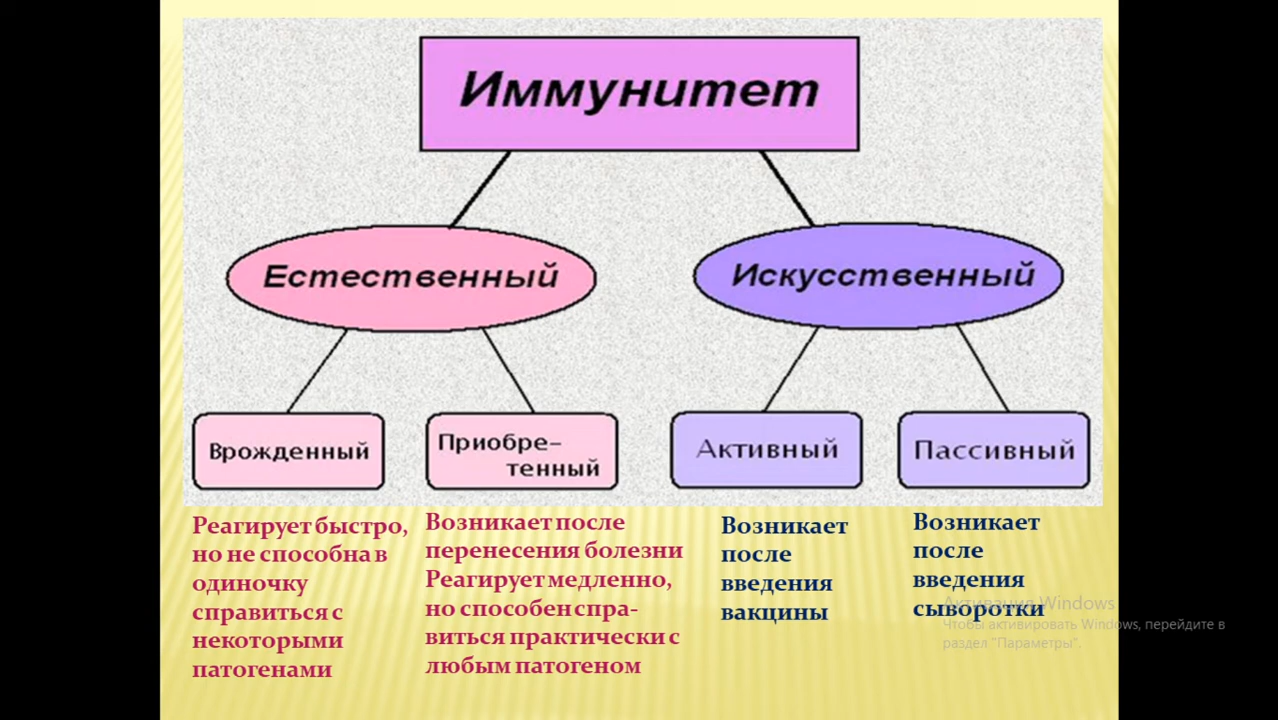 Иммунитет
Естественный
Искусственный
Врожденный
Приобре-
тенный
Активный
Пассивный
Реагирует быстро,
но не способна в
одиночку
справиться с
некоторыми
патогенами
Возникает после
перенесения болезни
Реагирует медленно,
но способен спра-
виться практически с
любым патогеном
Возникает
после
введения
вакцины
Возникает
после
введения
сыворотки
Активация Windows
Чтобы активировать Windows, перейдите в
раздел "Параметры".